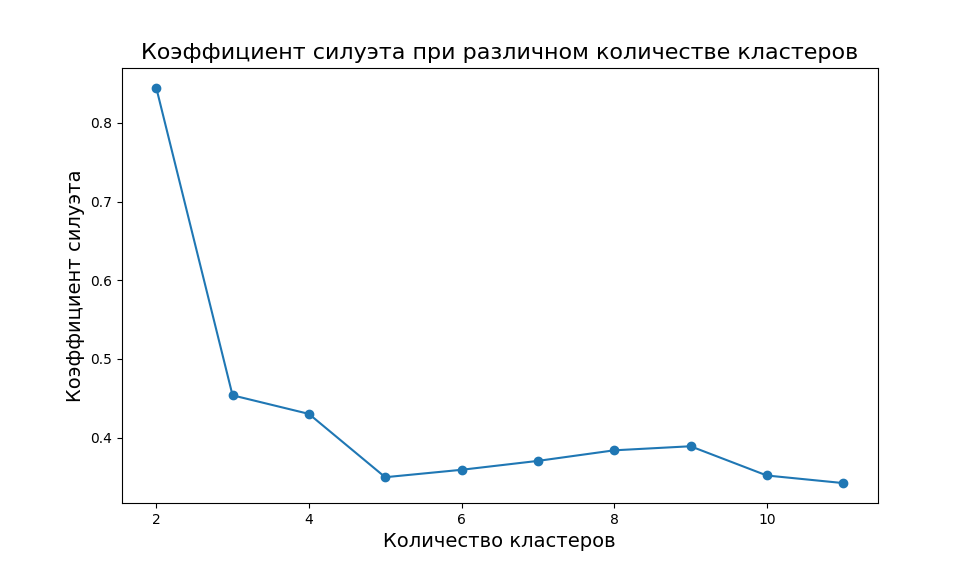 Коэффициент силуэта при различном количестве кластеров
Коэффициент силуэта
0.8
0.7
0.6
0.5
0.4
2 4 6 8 10
Количество кластеров